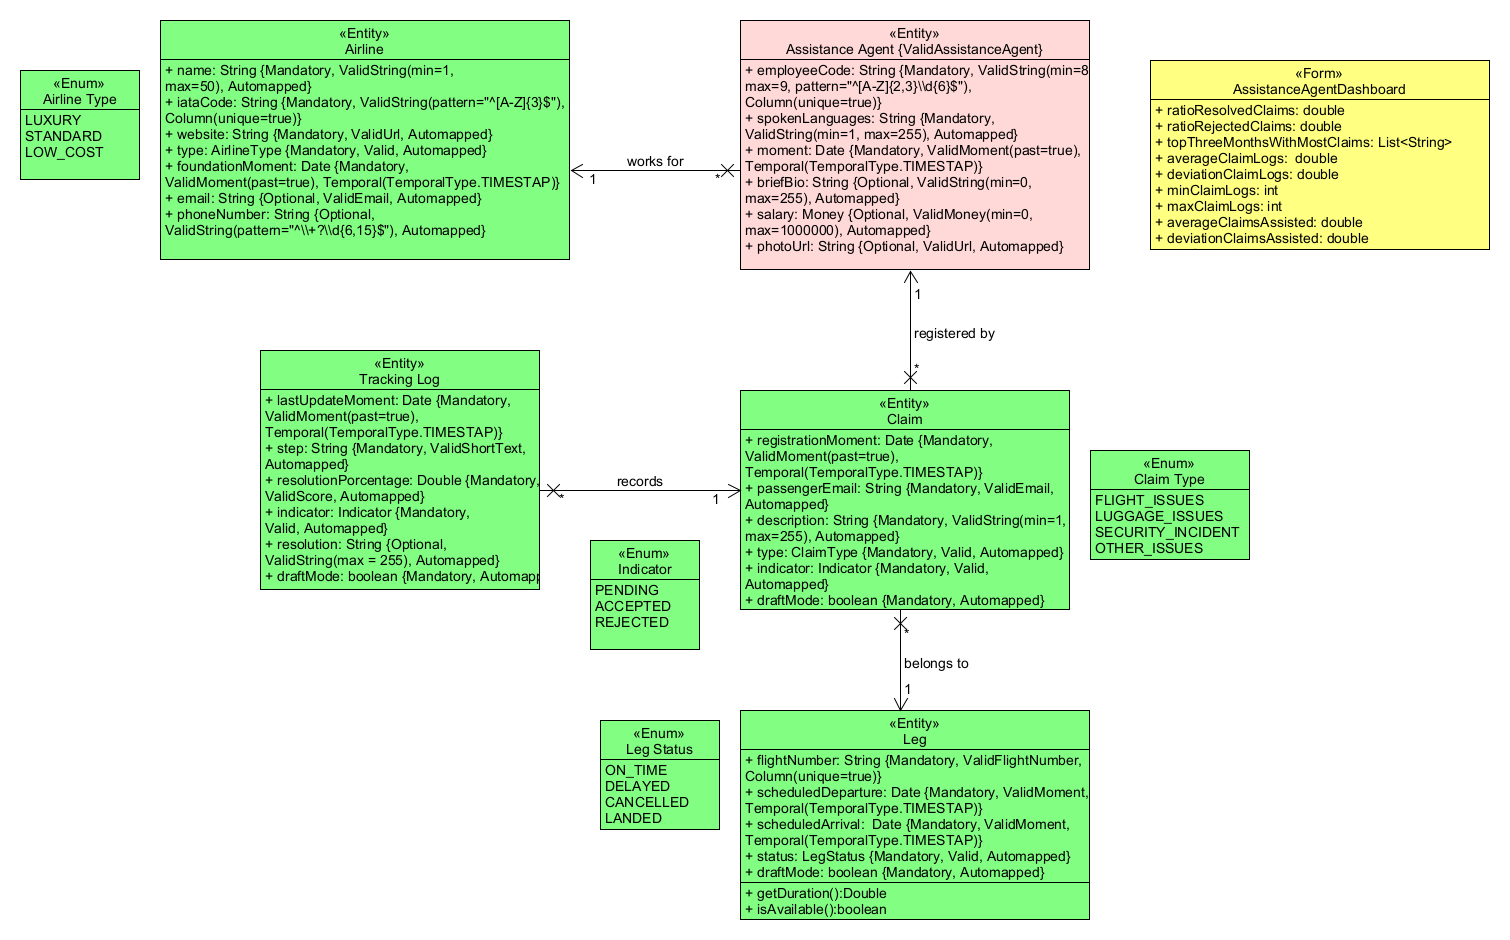 «Enum»
Airline Type
LUXURY
STANDARD
LOW_COST
«Entity»
Airline
+ name: String {Mandatory, ValidString(min=1,
max=50), Automapped}
+ iataCode: String {Mandatory, ValidString(pattern="^[A-Z]{3}$"),
Column(unique=true)}
+ website: String {Mandatory, ValidUrl, Automapped}
+ type: AirlineType {Mandatory, Valid, Automapped}
+ foundationMoment: Date {Mandatory,
ValidMoment(past=true), Temporal(TemporalType.TIMESTAP)}
+ email: String {Optional, ValidEmail, Automapped}
+ phoneNumber: String {Optional,
ValidString(pattern="^\\+?\\d{6,15}$"), Automapped}
works for
1
*
«Entity»
Assistance Agent {ValidAssistanceAgent}
+ employeeCode: String {Mandatory, ValidString(min=8
max=9, pattern="^[A-Z]{2,3}\\d{6}$"),
Column(unique=true)}
+ spokenLanguages: String {Mandatory,
ValidString(min=1, max=255), Automapped}
+ moment: Date {Mandatory, ValidMoment(past=true),
Temporal(TemporalType.TIMESTAP)}
+ briefBio: String {Optional, ValidString(min=0,
max=255), Automapped}
+ salary: Money {Optional, ValidMoney(min=0,
max=1000000), Automapped}
+ photoUrl: String {Optional, ValidUrl, Automapped}
«Form»
AssistanceAgentDashboard
+ ratioResolvedClaims: double
+ ratioRejectedClaims: double
+ topThreeMonthsWithMostClaims: List<String>
+ averageClaimLogs:  double
+ deviationClaimLogs: double
+ minClaimLogs: int
+ maxClaimLogs: int
+ averageClaimsAssisted: double
+ deviationClaimsAssisted: double
1
registered by
*
«Entity»
Tracking Log
+ lastUpdateMoment: Date {Mandatory,
ValidMoment(past=true),
Temporal(TemporalType.TIMESTAP)}
+ step: String {Mandatory, ValidShortText,
Automapped}
+ resolutionPorcentage: Double {Mandatory,
ValidScore, Automapped}
+ indicator: Indicator {Mandatory,
Valid, Automapped}
+ resolution: String {Optional,
ValidString(max = 255), Automapped}
+ draftMode: boolean {Mandatory, Automapp
records
*
1
«Enum»
Indicator
PENDING
ACCEPTED
REJECTED
«Entity»
Claim
+ registrationMoment: Date {Mandatory,
ValidMoment(past=true),
Temporal(TemporalType.TIMESTAP)}
+ passengerEmail: String {Mandatory, ValidEmail,
Automapped}
+ description: String {Mandatory, ValidString(min=1,
max=255), Automapped}
+ type: ClaimType {Mandatory, Valid, Automapped}
+ indicator: Indicator {Mandatory, Valid,
Automapped}
+ draftMode: boolean {Mandatory, Automapped}
«Enum»
Claim Type
FLIGHT_ISSUES
LUGGAGE_ISSUES
SECURITY_INCIDENT
OTHER_ISSUES
*
belongs to
1
«Enum»
Leg Status
ON_TIME
DELAYED
CANCELLED
LANDED
«Entity»
Leg
+ flightNumber: String {Mandatory, ValidFlightNumber,
Column(unique=true)}
+ scheduledDeparture: Date {Mandatory, ValidMoment,
Temporal(TemporalType.TIMESTAP)}
+ scheduledArrival:  Date {Mandatory, ValidMoment,
Temporal(TemporalType.TIMESTAP)}
+ status: LegStatus {Mandatory, Valid, Automapped}
+ draftMode: boolean {Mandatory, Automapped}
+ getDuration():Double
+ isAvailable():boolean